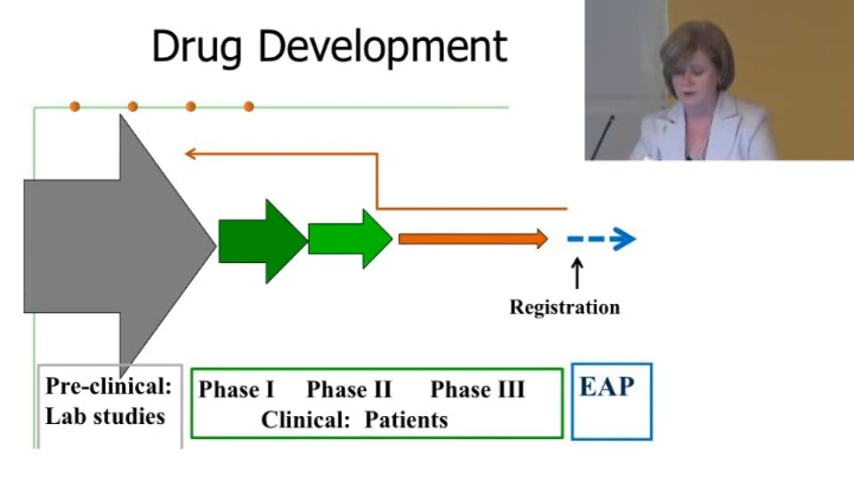 Drug Development
Registration
Pre-clinical:
Lab studies
Phase I Phase II Phase III
Clinical: Patients
EAP